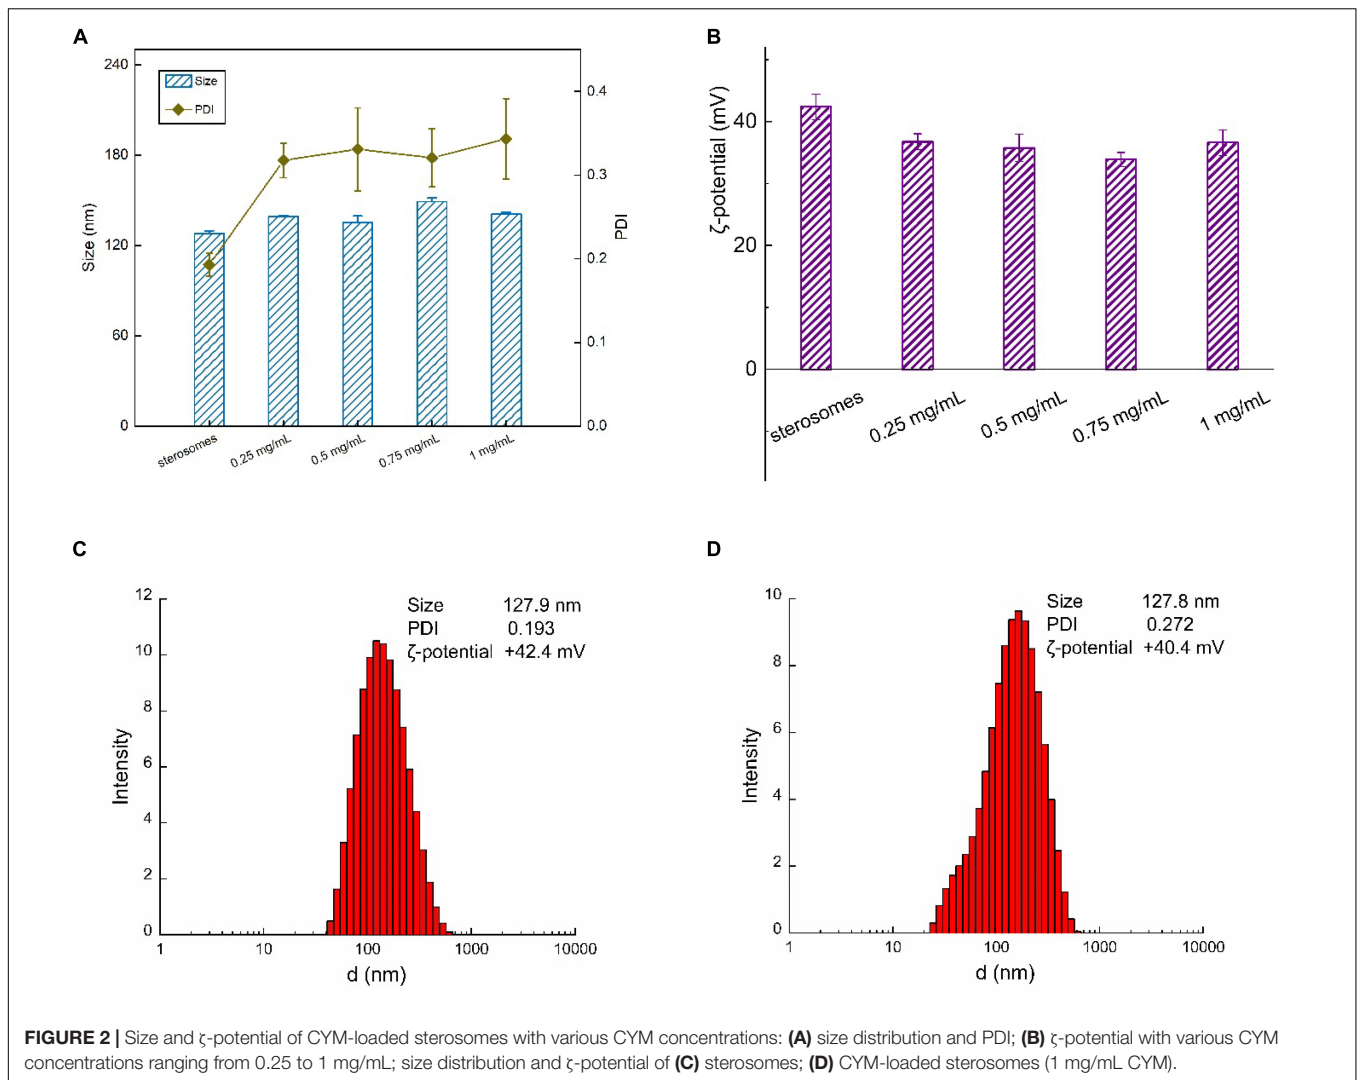 A
240
180
120
60
0
Size (nm)
Size
PDI
0.4
0.3
0.2
0.1
0.0
PDI
sterosomes
0.25 mg/mL
0.5 mg/mL
0.75 mg/mL
1 mg/mL
B
40
20
0
ζ-potential (mV)
sterosomes
0.25 mg/mL
0.5 mg/mL
0.75 mg/mL
1 mg/mL
C
12
10
8
6
4
2
0
Intensity
Size 127.9 nm
PDI 0.193
ζ-potential +42.4 mV
1
10
100
1000
10000
d (nm)
D
10
8
6
4
2
0
Intensity
Size 127.8 nm
PDI 0.272
ζ-potential +40.4 mV
1
10
100
1000
10000
d (nm)
FIGURE 2 | Size and ζ-potential of CYM-loaded sterosomes with various CYM concentrations: (A) size distribution and PDI; (B) ζ-potential with various CYM
concentrations ranging from 0.25 to 1 mg/mL; size distribution and ζ-potential of (C) sterosomes; (D) CYM-loaded sterosomes (1 mg/mL CYM).